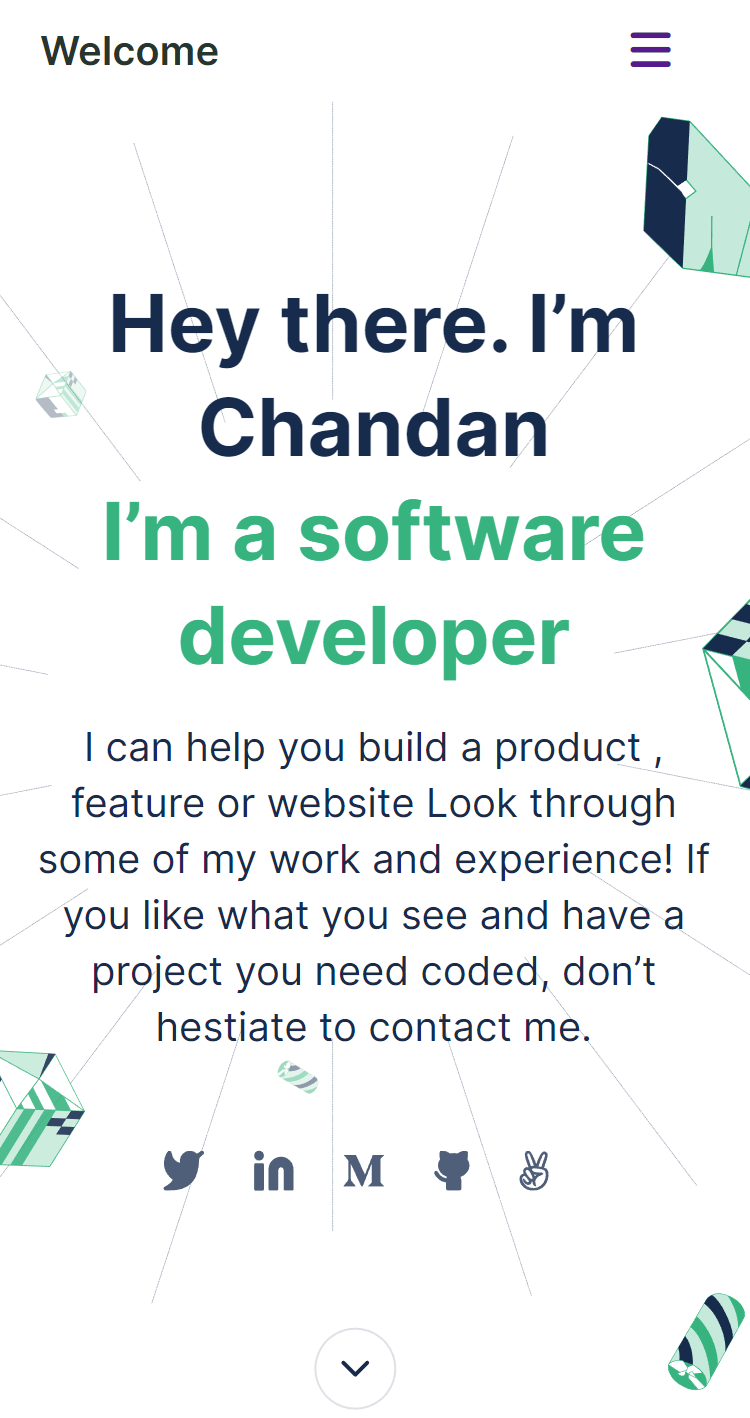 Welcome
Hey there. I’m
Chandan
I’m a software
developer
I can help you build a product ,
feature or website Look through
some of my work and experience! If
you like what you see and have a
project you need coded, don’t
hestiate to contact me.